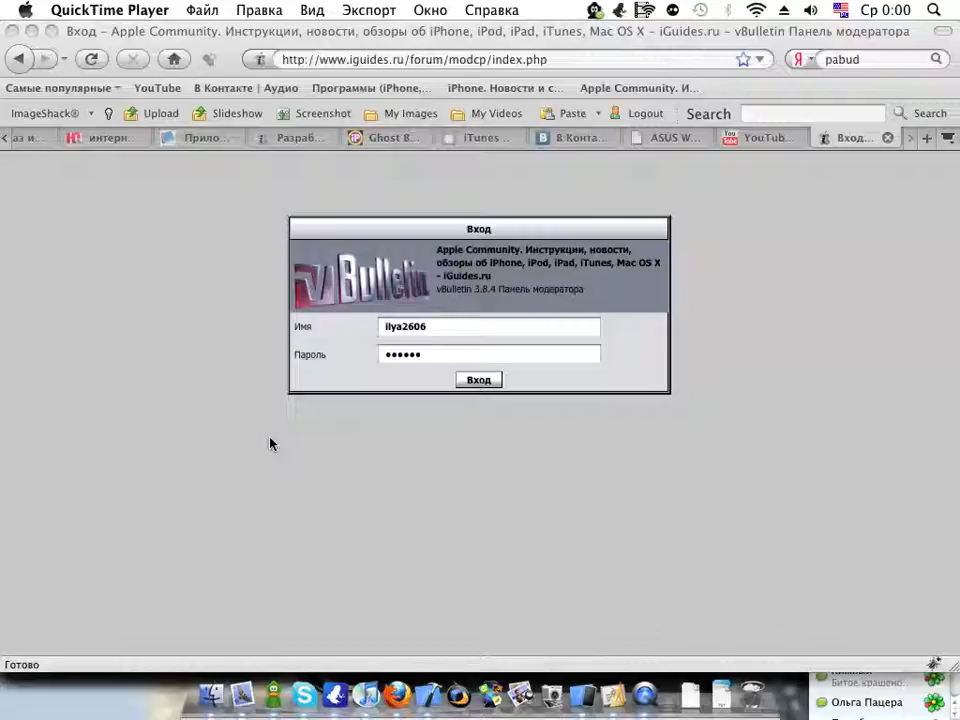 QuickTime Player Файл Правка Вид Экспорт Окно Справка Ср 0:00
Вход – Apple Community. Инструкции, новости, обзоры об iPhone, iPod, iPad, iTunes, Mac OS X – iGuides.ru – vBulletin Панель модератора
http://www.iguides.ru/forum/modcp/index.php Я pabud
Самые популярные YouTube В Контакте | Аудио Программы (iPhone,... iPhone. Новости и с... Apple Community. И...
ImageShack® Upload Slideshow Screenshot My Images My Videos Paste Logout Search Search
аз и... интерн... Прило... Разраб... Ghost B... iTunes ... В Конта... ASUS W... YouTub... Вход...
Вход
vBulletin
Apple Community. Инструкции, новости,
обзоры об iPhone, iPod, iPad, iTunes, Mac OS X
- iGuides.ru
vBulletin 3.8.4 Панель модератора
Имя ilya2606
Пароль ••••••
Вход
Готово
Битое крашено...
Ольга Пацера